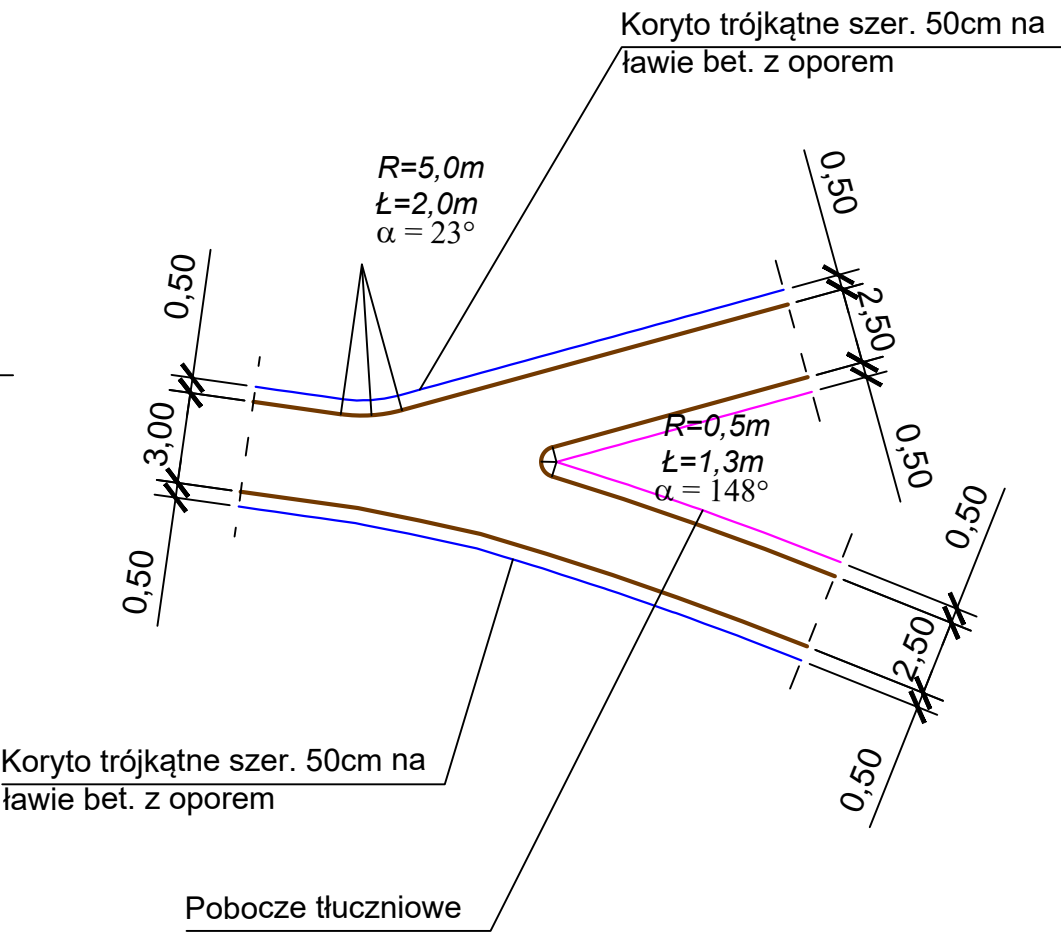 Koryto trójkątne szer. 50cm na
ławie bet. z oporem
R=5,0m
Ł=2,0m
α = 23°
0,50
0,50
2,50
0,50
3,00
0,50
R=0,5m
Ł=1,3m
α = 148°
0,50
2,50
0,50
Koryto trójkątne szer. 50cm na
ławie bet. z oporem
Pobocze tłuczniowe